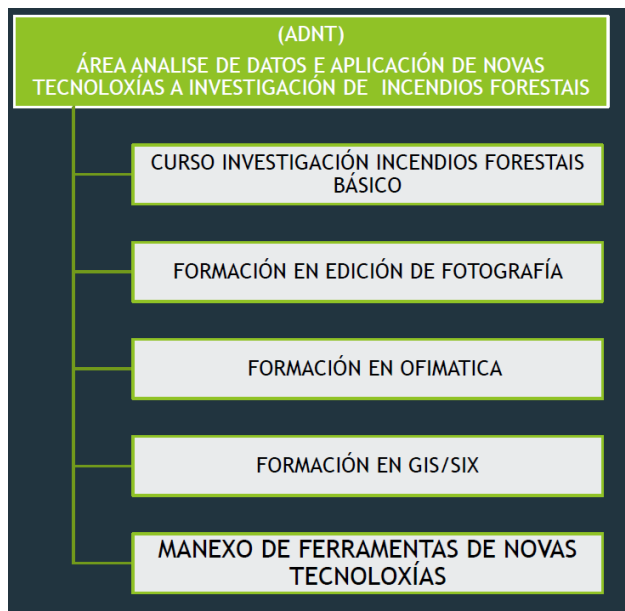 (ADNT)
ÁREA ANALISE DE DATOS E APLICACIÓN DE NOVAS
TECNOLOXÍAS A INVESTIGACIÓN DE INCENDIOS FORESTAIS
CURSO INVESTIGACIÓN INCENDIOS FORESTAIS
BÁSICO
FORMACIÓN EN EDICIÓN DE FOTOGRAFÍA
FORMACIÓN EN OFIMATICA
FORMACIÓN EN GIS/SIX
MANEXO DE FERRAMENTAS DE NOVAS
TECNOLOXÍAS